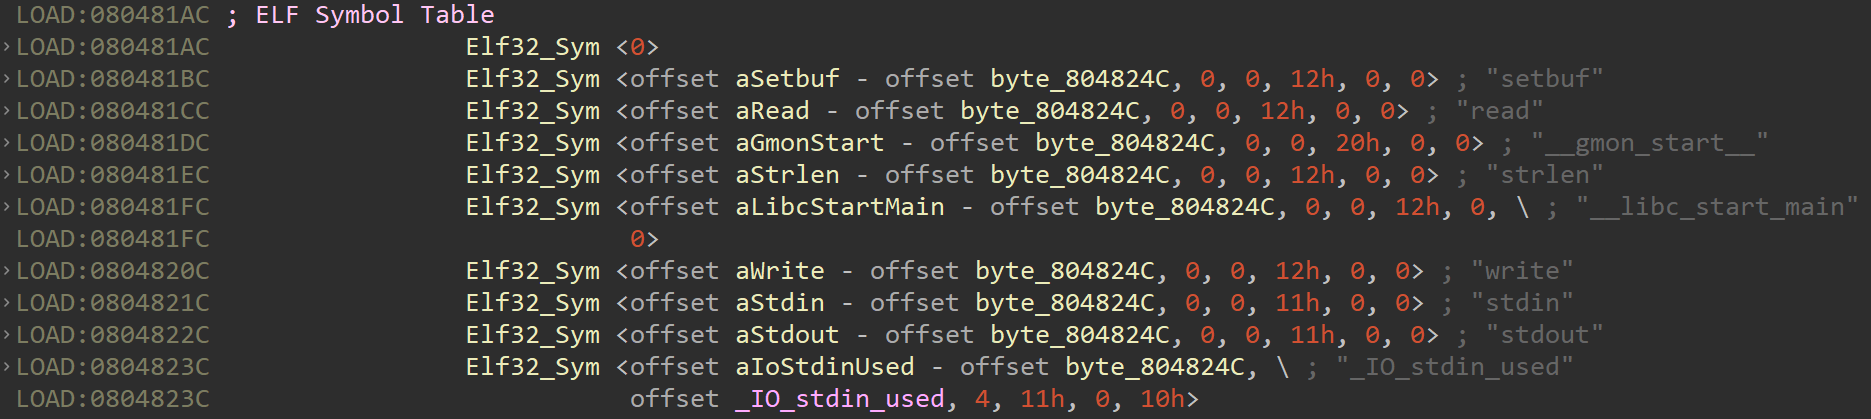 LOAD:080481AC ; ELF Symbol Table
LOAD:080481AC Elf32_Sym <0>
LOAD:080481BC Elf32_Sym <offset aSetbuf - offset byte_804824C, 0, 0, 12h, 0, 0> ; "setbuf"
LOAD:080481CC Elf32_Sym <offset aRead - offset byte_804824C, 0, 0, 12h, 0, 0> ; "read"
LOAD:080481DC Elf32_Sym <offset aGmonStart - offset byte_804824C, 0, 0, 20h, 0, 0> ; "__gmon_start__"
LOAD:080481EC Elf32_Sym <offset aStrlen - offset byte_804824C, 0, 0, 12h, 0, 0> ; "strlen"
LOAD:080481FC Elf32_Sym <offset aLibcStartMain - offset byte_804824C, 0, 0, 12h, 0, \ ; "__libc_start_main"
LOAD:080481FC 0>
LOAD:0804820C Elf32_Sym <offset aWrite - offset byte_804824C, 0, 0, 12h, 0, 0> ; "write"
LOAD:0804821C Elf32_Sym <offset aStdin - offset byte_804824C, 0, 0, 11h, 0, 0> ; "stdin"
LOAD:0804822C Elf32_Sym <offset aStdout - offset byte_804824C, 0, 0, 11h, 0, 0> ; "stdout"
LOAD:0804823C Elf32_Sym <offset aIoStdinUsed - offset byte_804824C, \ ; "_IO_stdin_used"
LOAD:0804823C offset _IO_stdin_used, 4, 11h, 0, 10h>